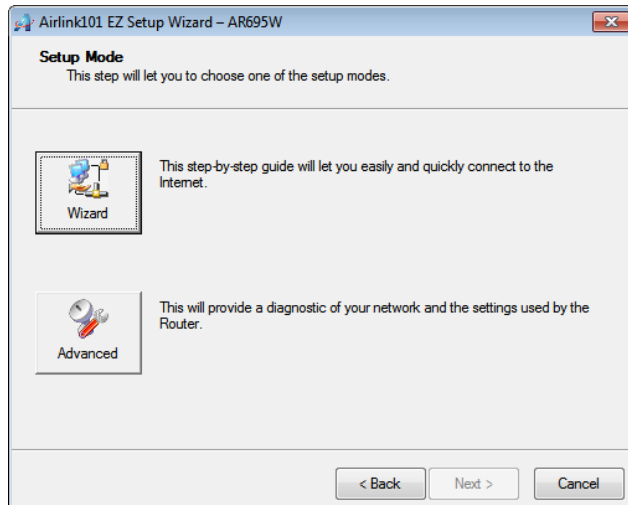 Airlink101 EZ Setup Wizard – AR695W
Setup Mode
This step will let you to choose one of the setup modes.
This step-by-step guide will let you easily and quickly connect to the
Internet.
Wizard
This will provide a diagnostic of your network and the settings used by the
Router.
Advanced
< Back
Next >
Cancel